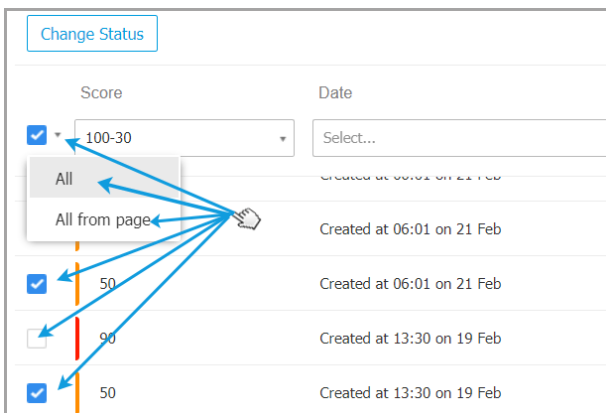 Change Status
Score Date
100-30 Select...
All
All from page
Created at 06:01 on 21 Feb
50 Created at 06:01 on 21 Feb
90 Created at 13:30 on 19 Feb
50 Created at 13:30 on 19 Feb